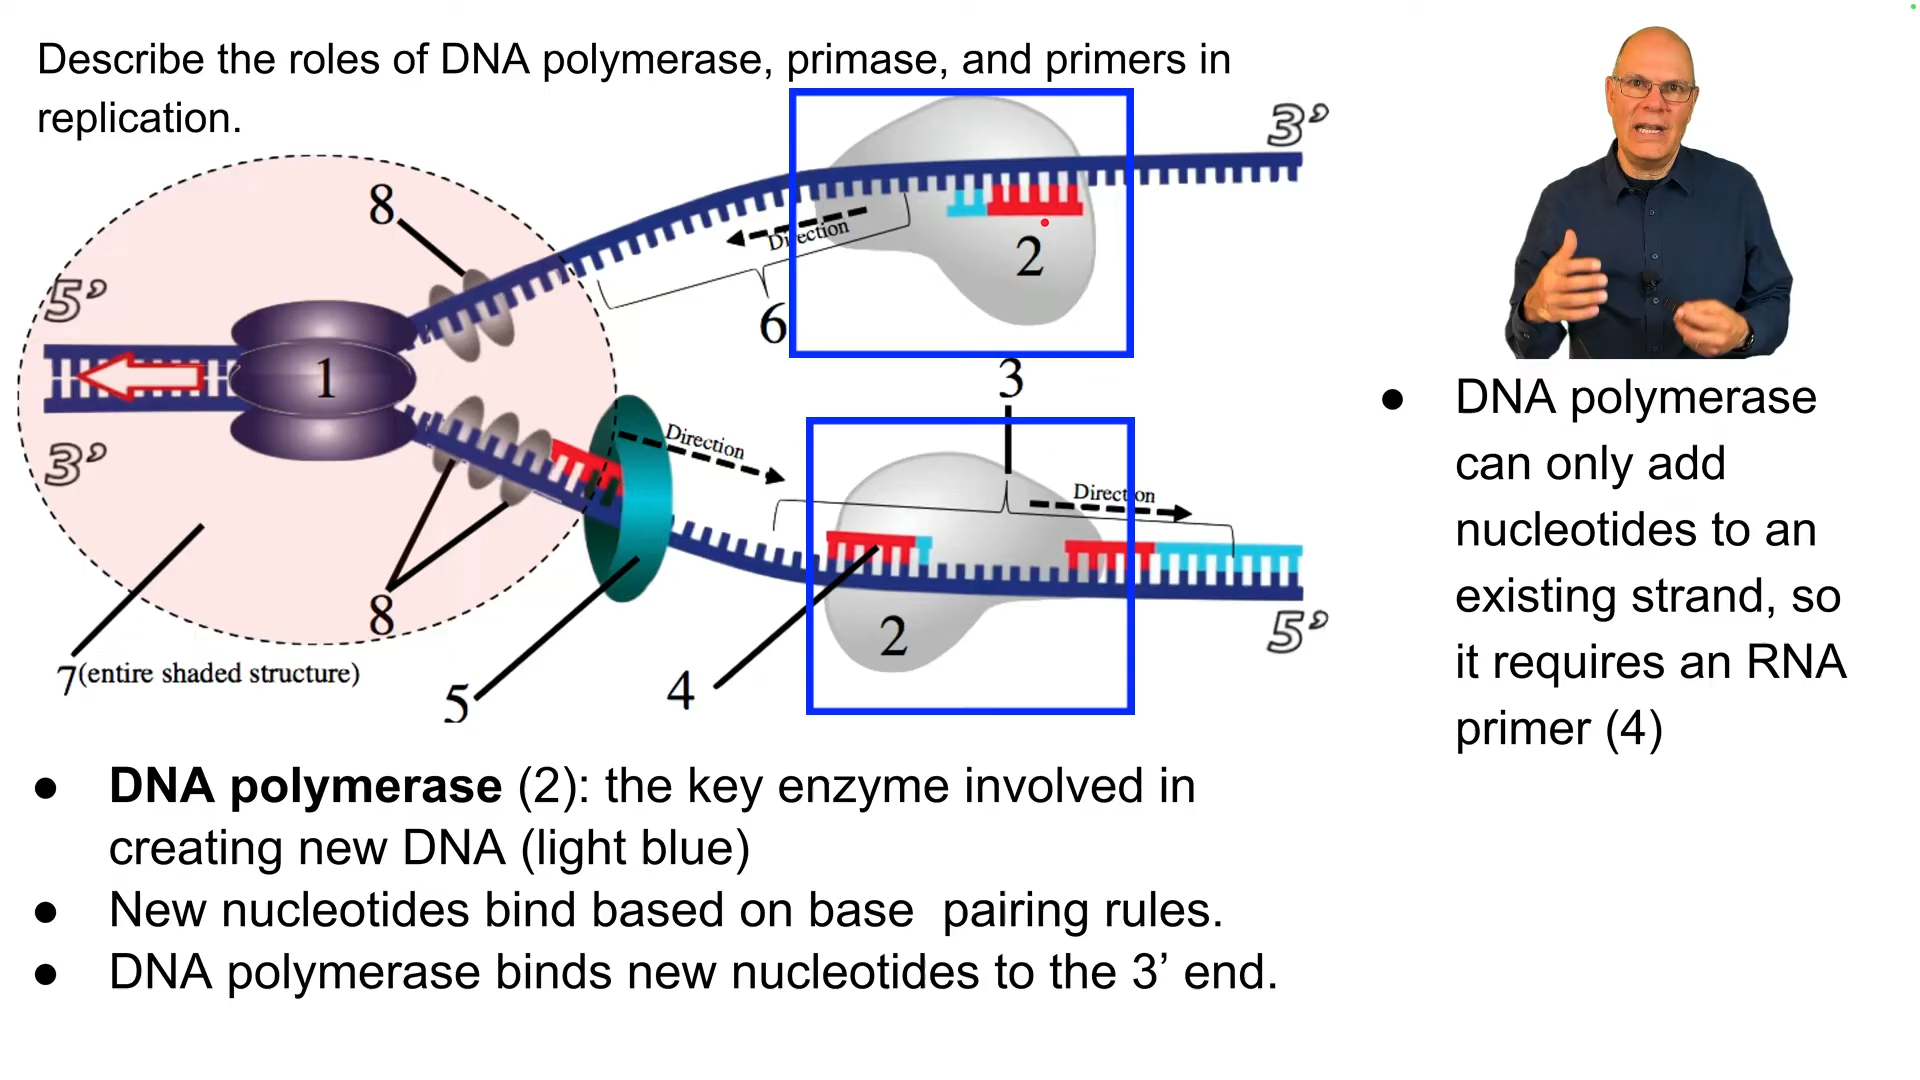 Describe the roles of DNA polymerase, primase, and primers in
replication.
3’
8
Direction
2
5’
6
1
3
Direction
Direction
3’
8
2
5’
7(entire shaded structure)
5
4
DNA polymerase
can only add
nucleotides to an
existing strand, so
it requires an RNA
primer (4)
DNA polymerase (2): the key enzyme involved in
creating new DNA (light blue)
New nucleotides bind based on base  pairing rules.
DNA polymerase binds new nucleotides to the 3’ end.